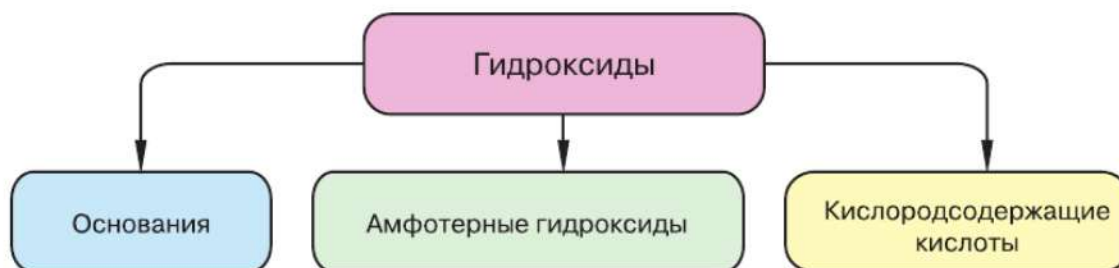 Гидроксиды
Основания
Амфотерные гидроксиды
Кислородсодержащие
кислоты